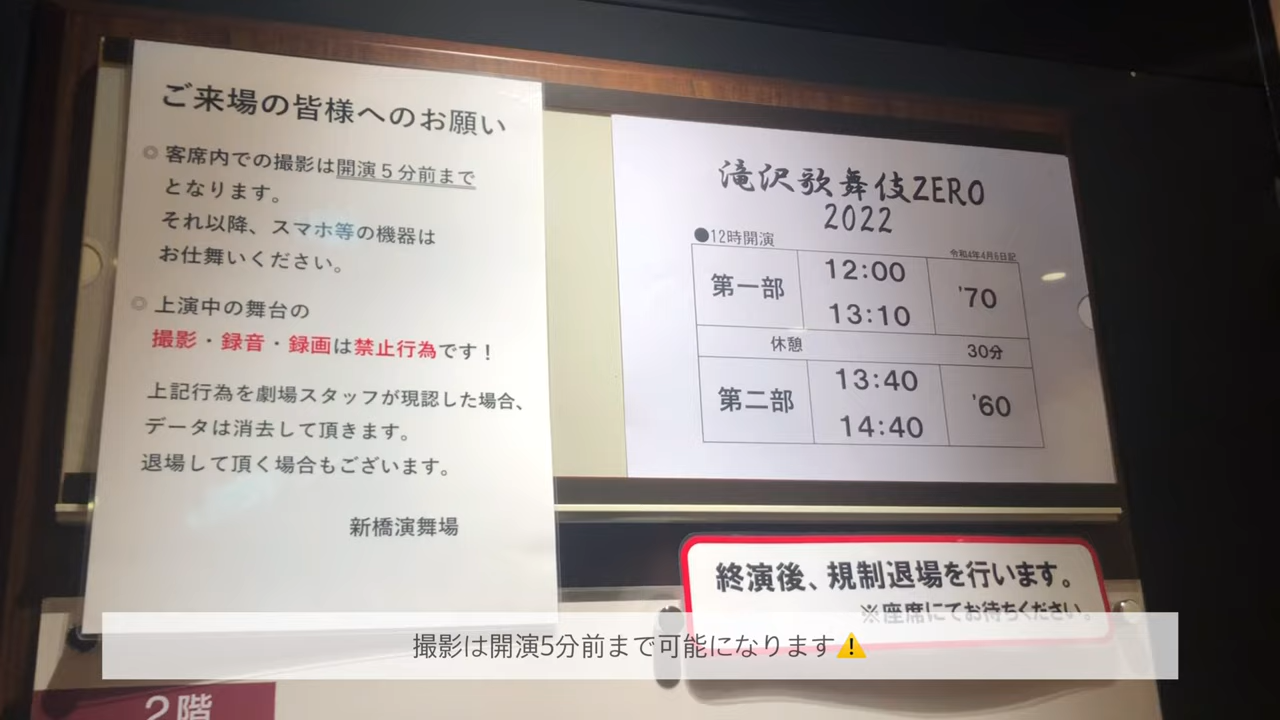 ご来場の皆様へのお願い
◎ 客席内での撮影は開演５分前まで
となります。
それ以降、スマホ等の機器は
お仕舞いください。
◎ 上演中の舞台の
撮影・録音・録画は禁止行為です！
上記行為を劇場スタッフが現認した場合、
データは消去して頂きます。
退場して頂く場合もございます。
新橋演舞場
滝沢歌舞伎ZERO
2022
●12時開演
令和4年4月6日記
第一部 12:00 13:10 '70
休憩 30分
第二部 13:40 14:40 '60
終演後、規制退場を行います。
※座席にてお待ちください。
撮影は開演5分前まで可能になります⚠️
2階